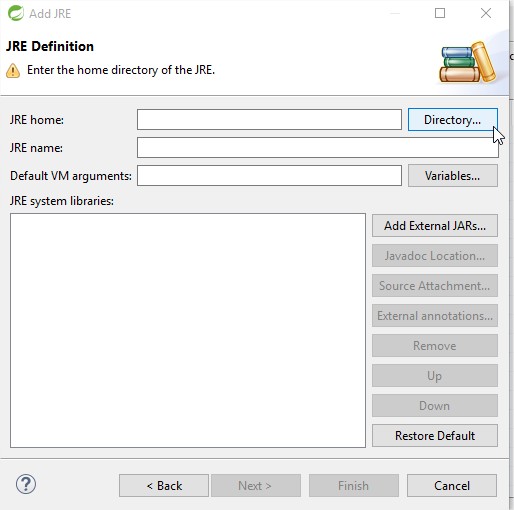 Add JRE
JRE Definition
Enter the home directory of the JRE.
JRE home:
Directory...
JRE name:
Default VM arguments:
Variables...
JRE system libraries:
Add External JARs...
Javadoc Location...
Source Attachment...
External annotations...
Remove
Up
Down
Restore Default
?
< Back
Next >
Finish
Cancel